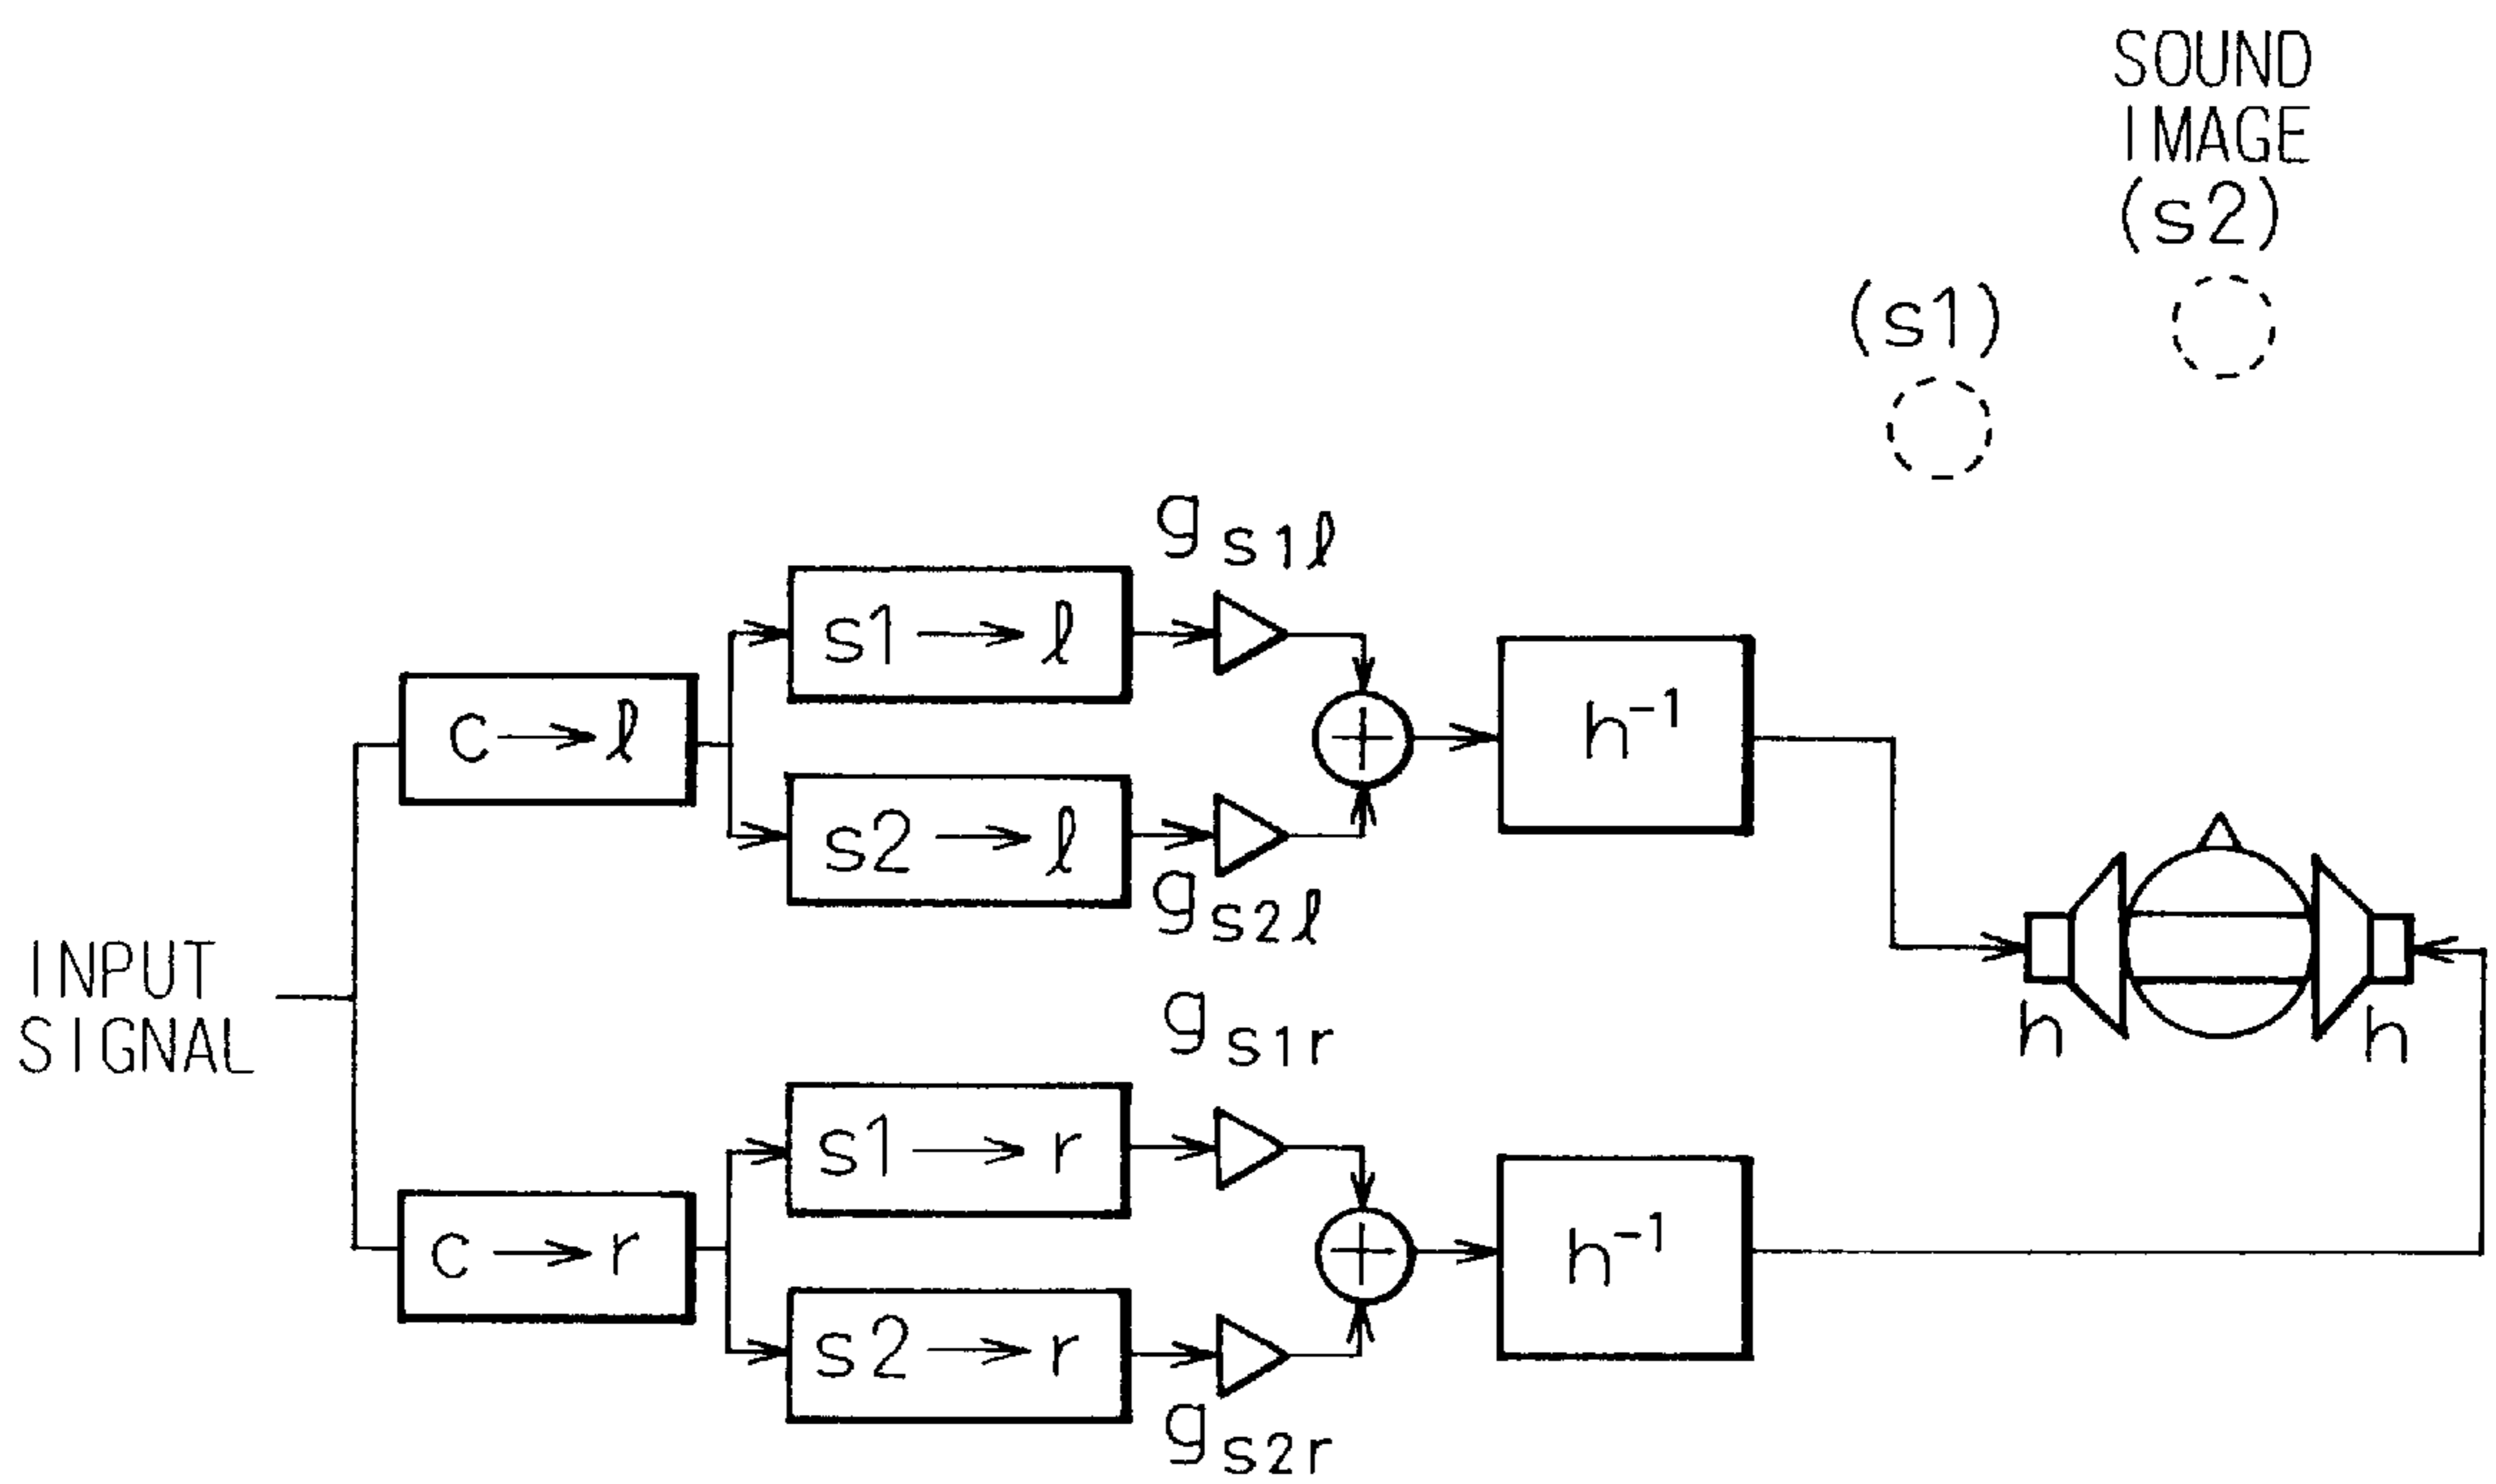 SOUND
IMAGE
(s2)
(s1)
g s1ℓ
s1 → ℓ
c → ℓ
h⁻¹
s2 → ℓ
g s2ℓ
INPUT
SIGNAL
h
h
g s1r
s1 → r
c → r
h⁻¹
s2 → r
g s2r